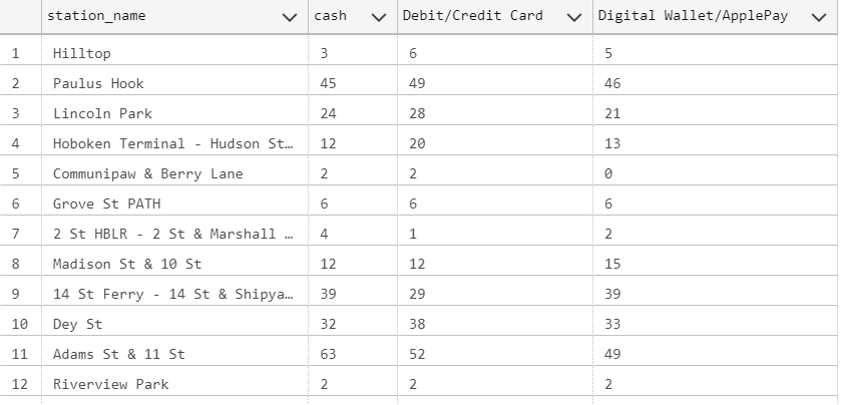 station_name cash Debit/Credit Card Digital Wallet/ApplePay
1 Hilltop 3 6 5
2 Paulus Hook 45 49 46
3 Lincoln Park 24 28 21
4 Hoboken Terminal - Hudson St… 12 20 13
5 Communipaw & Berry Lane 2 2 0
6 Grove St PATH 6 6 6
7 2 St HBLR - 2 St & Marshall … 4 1 2
8 Madison St & 10 St 12 12 15
9 14 St Ferry - 14 St & Shipya… 39 29 39
10 Dey St 32 38 33
11 Adams St & 11 St 63 52 49
12 Riverview Park 2 2 2